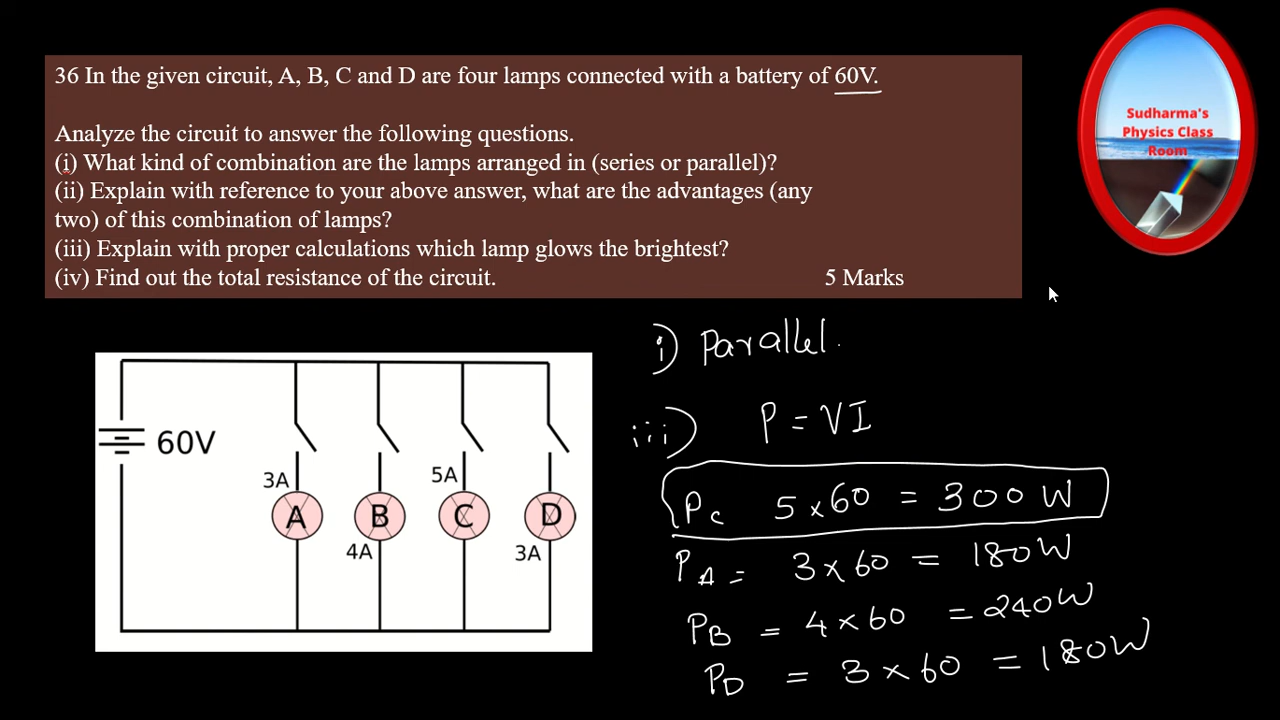 36 In the given circuit, A, B, C and D are four lamps connected with a battery of 60V.
Analyze the circuit to answer the following questions.
(i) What kind of combination are the lamps arranged in (series or parallel)?
(ii) Explain with reference to your above answer, what are the advantages (any
two) of this combination of lamps?
(iii) Explain with proper calculations which lamp glows the brightest?
(iv) Find out the total resistance of the circuit. 5 Marks
Sudharma's
Physics Class
Room
60V
3A
5A
A
B
C
D
4A
3A
i) Parallel.
iii) P = VI
Pc 5 x 60 = 300 W
PA = 3 x 60 = 180W
PB = 4 x 60 = 240W
PD = 3 x 60 = 180W